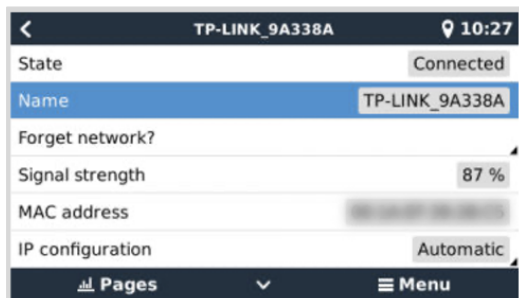 TP-LINK_9A338A 10:27
State Connected
Name TP-LINK_9A338A
Forget network?
Signal strength 87 %
MAC address
IP configuration Automatic
Pages Menu